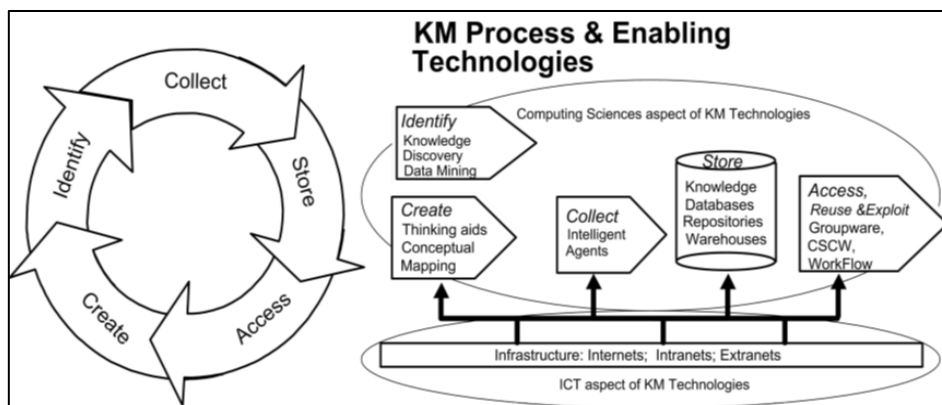 KM Process & Enabling
Technologies
Collect
Store
Access
Create
Identify
Computing Sciences aspect of KM Technologies
Identify
Knowledge
Discovery
Data Mining
Create
Thinking aids
Conceptual
Mapping
Collect
Intelligent
Agents
Store
Knowledge
Databases
Repositories
Warehouses
Access,
Reuse &Exploit
Groupware,
CSCW,
WorkFlow
Infrastructure: Internets; Intranets; Extranets
ICT aspect of KM Technologies